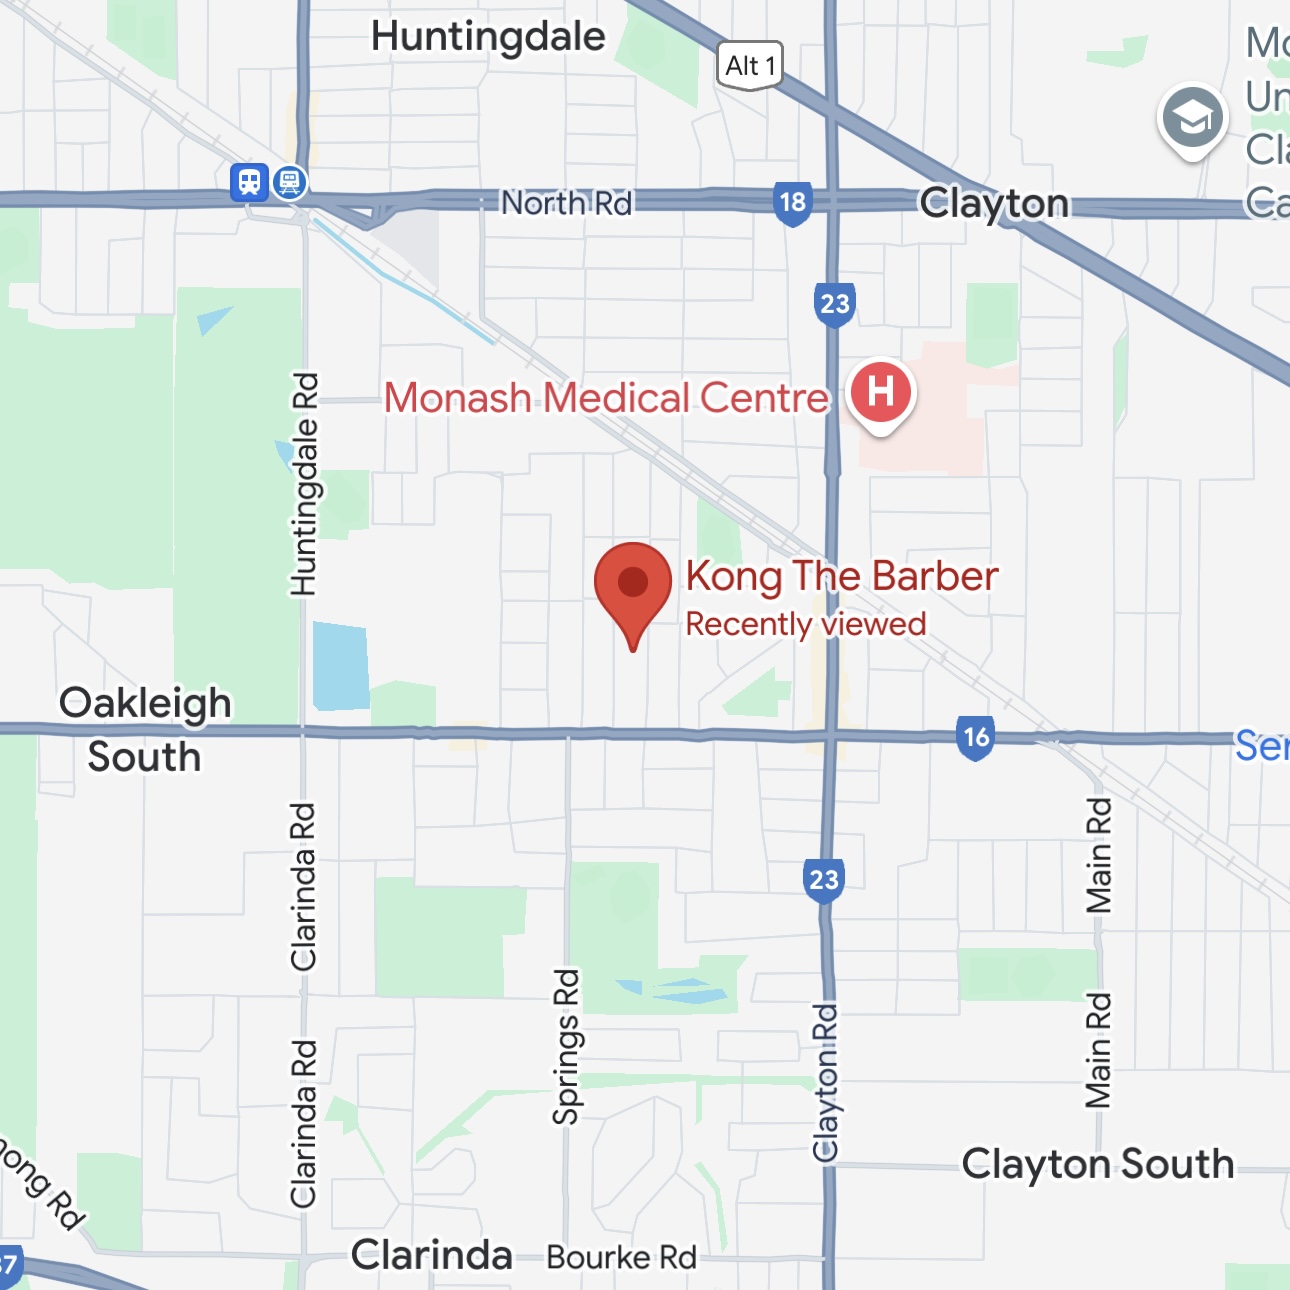 Huntingdale
Alt 1
North Rd
18
Clayton
23
Monash Medical Centre
H
Huntingdale Rd
Kong The Barber
Recently viewed
Oakleigh
South
16
Clarinda Rd
Main Rd
23
Springs Rd
Clayton Rd
Main Rd
Clarinda Rd
Clayton South
Clarinda
Bourke Rd
Rd